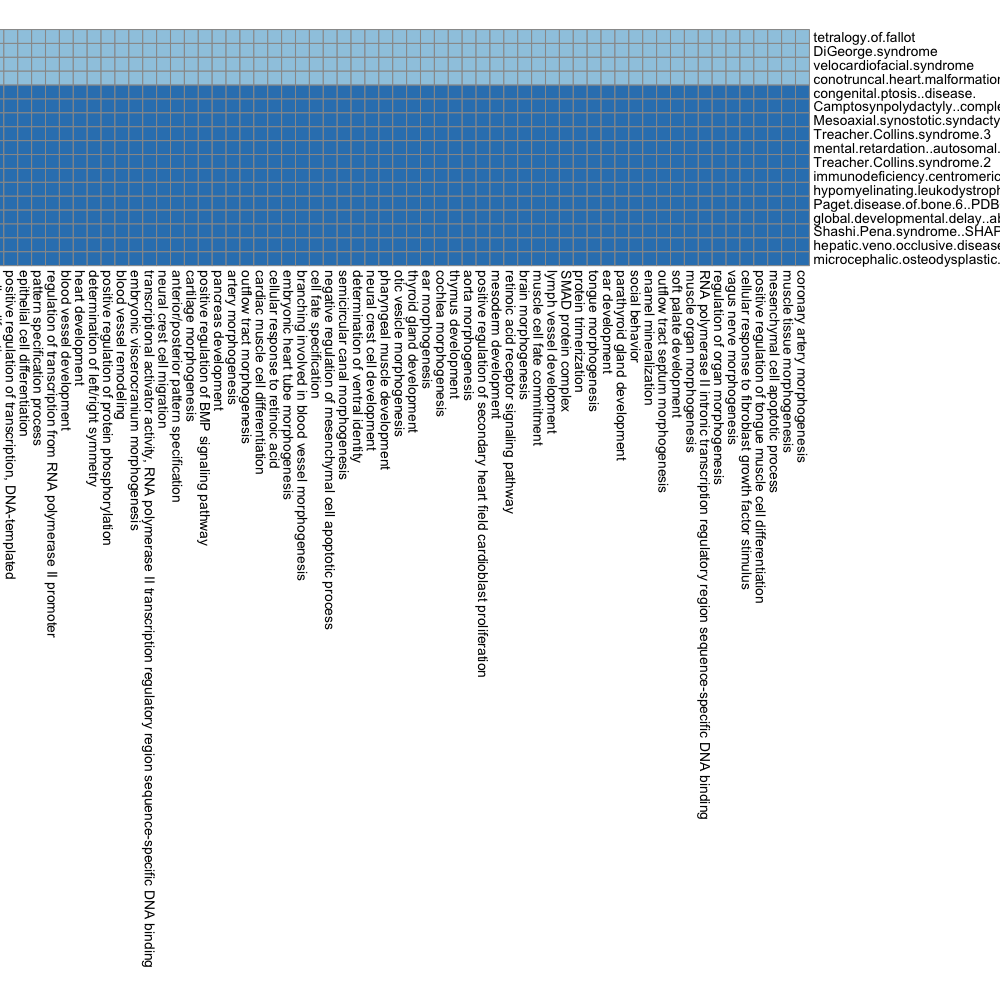 tetralogy.of.fallot
DiGeorge.syndrome
velocardiofacial.syndrome
conotruncal.heart.malformation
congenital.ptosis..disease.
Camptosynpolydactyly..comple
Mesoaxial.synostotic.syndacty
Treacher.Collins.syndrome.3
mental.retardation..autosomal.
Treacher.Collins.syndrome.2
immunodeficiency.centromeric
hypomyelinating.leukodystroph
Paget.disease.of.bone.6..PDB
global.developmental.delay..ab
Shashi.Pena.syndrome..SHAP
hepatic.veno.occlusive.disease
microcephalic.osteodysplastic.
positive regulation of transcription, DNA-templated
epithelial cell differentiation
pattern specification process
regulation of transcription from RNA polymerase II promoter
blood vessel development
heart development
determination of left/right symmetry
positive regulation of protein phosphorylation
blood vessel remodeling
embryonic viscerocranium morphogenesis
transcriptional activator activity, RNA polymerase II transcription regulatory region sequence-specific DNA binding
neural crest cell migration
anterior/posterior pattern specification
cartilage morphogenesis
positive regulation of BMP signaling pathway
pancreas development
artery morphogenesis
outflow tract morphogenesis
cardiac muscle cell differentiation
cellular response to retinoic acid
embryonic heart tube morphogenesis
branching involved in blood vessel morphogenesis
cell fate specification
negative regulation of mesenchymal cell apoptotic process
semicircular canal morphogenesis
determination of ventral identity
neural crest cell development
pharyngeal muscle development
otic vesicle morphogenesis
thyroid gland development
ear morphogenesis
cochlea morphogenesis
thymus development
aorta morphogenesis
positive regulation of secondary heart field cardioblast proliferation
mesoderm development
retinoic acid receptor signaling pathway
brain morphogenesis
muscle cell fate commitment
lymph vessel development
SMAD protein complex
protein trimerization
tongue morphogenesis
ear development
parathyroid gland development
social behavior
enamel mineralization
outflow tract septum morphogenesis
soft palate development
muscle organ morphogenesis
RNA polymerase II intronic transcription regulatory region sequence-specific DNA binding
regulation of organ morphogenesis
vagus nerve morphogenesis
cellular response to fibroblast growth factor stimulus
positive regulation of tongue muscle cell differentiation
mesenchymal cell apoptotic process
muscle tissue morphogenesis
coronary artery morphogenesis